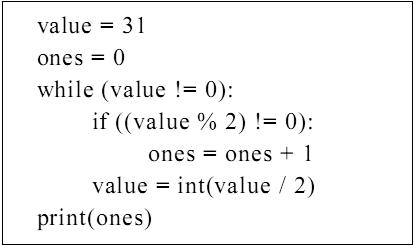 value = 31
ones = 0
while (value != 0):
if ((value % 2) != 0):
ones = ones + 1
value = int(value / 2)
print(ones)